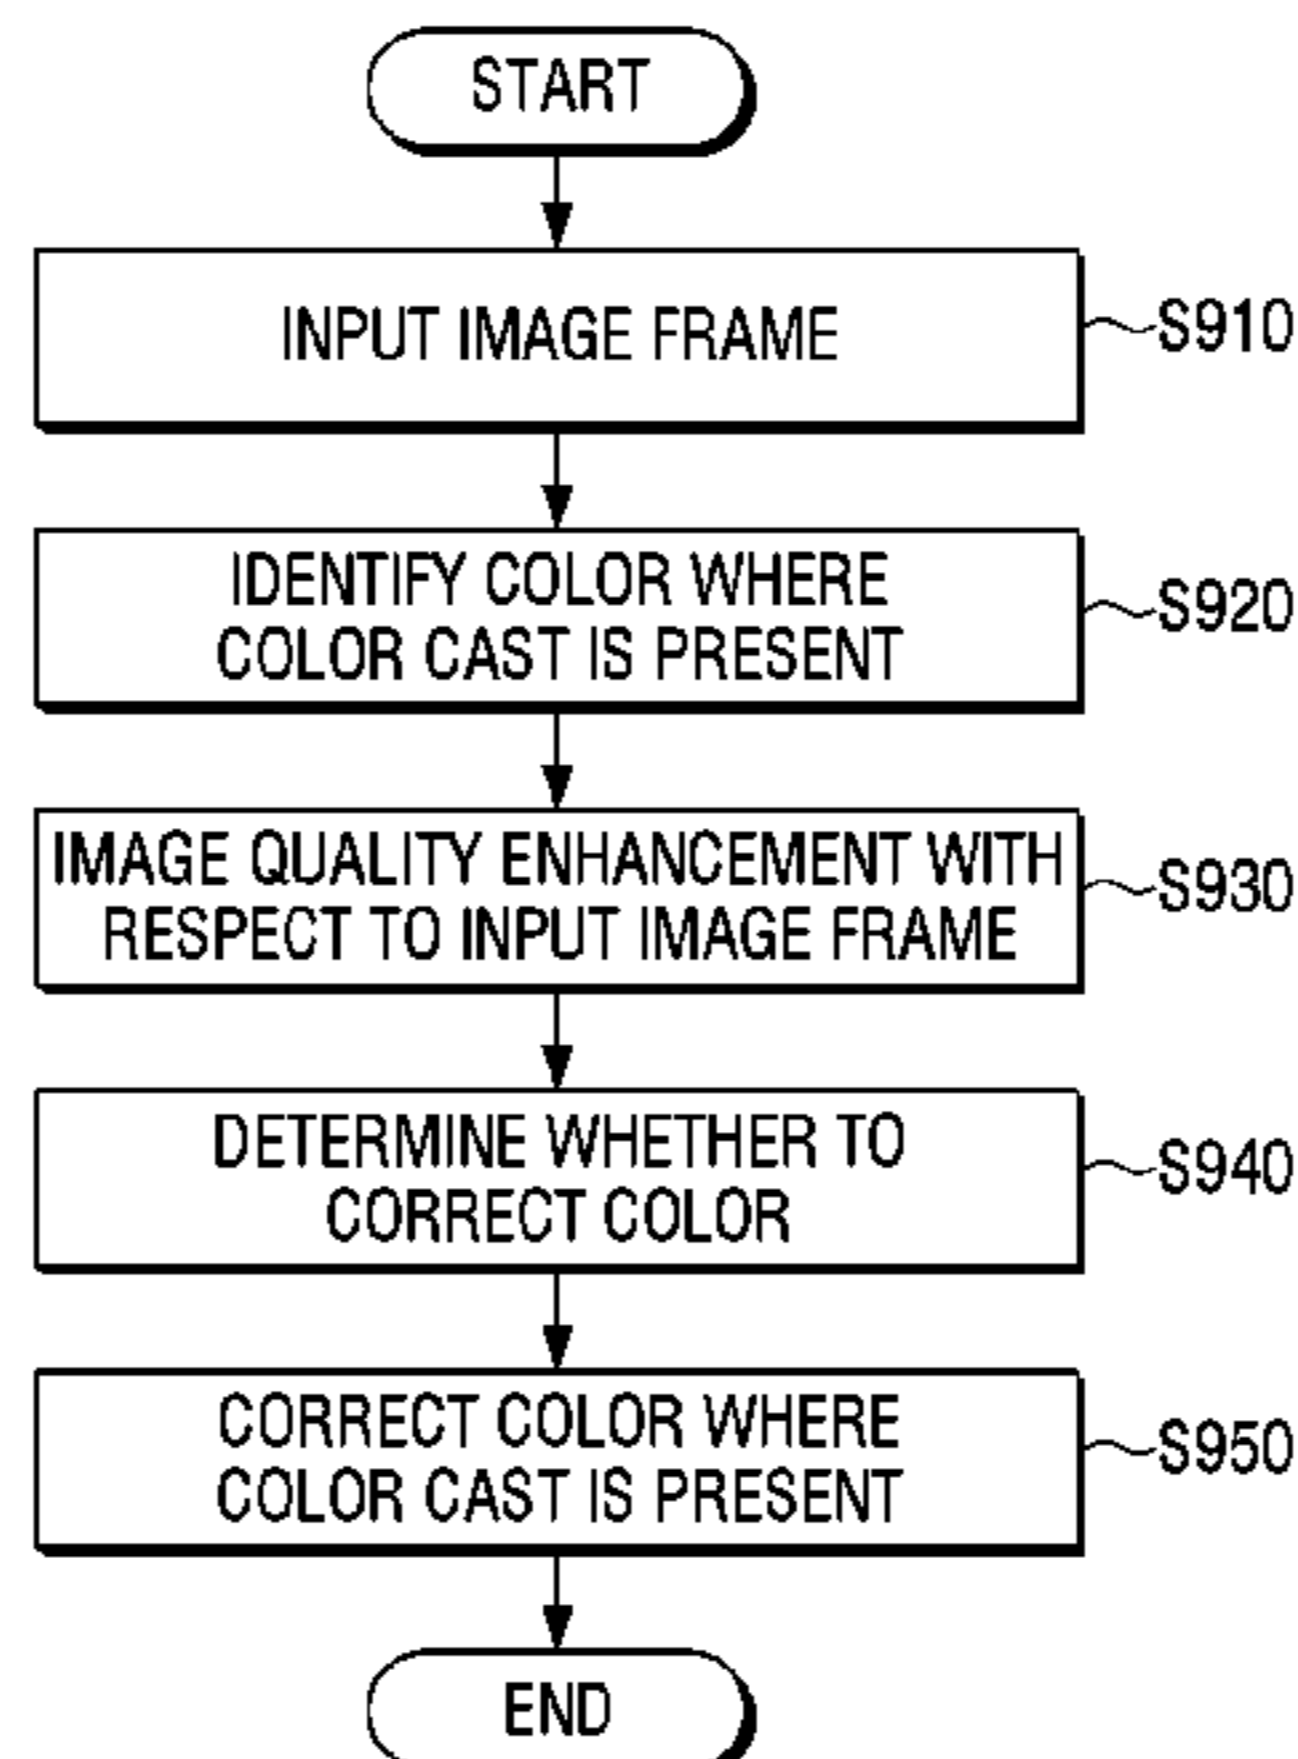 START
INPUT IMAGE FRAME
S910
IDENTIFY COLOR WHERE
COLOR CAST IS PRESENT
S920
IMAGE QUALITY ENHANCEMENT WITH
RESPECT TO INPUT IMAGE FRAME
S930
DETERMINE WHETHER TO
CORRECT COLOR
S940
CORRECT COLOR WHERE
COLOR CAST IS PRESENT
S950
END